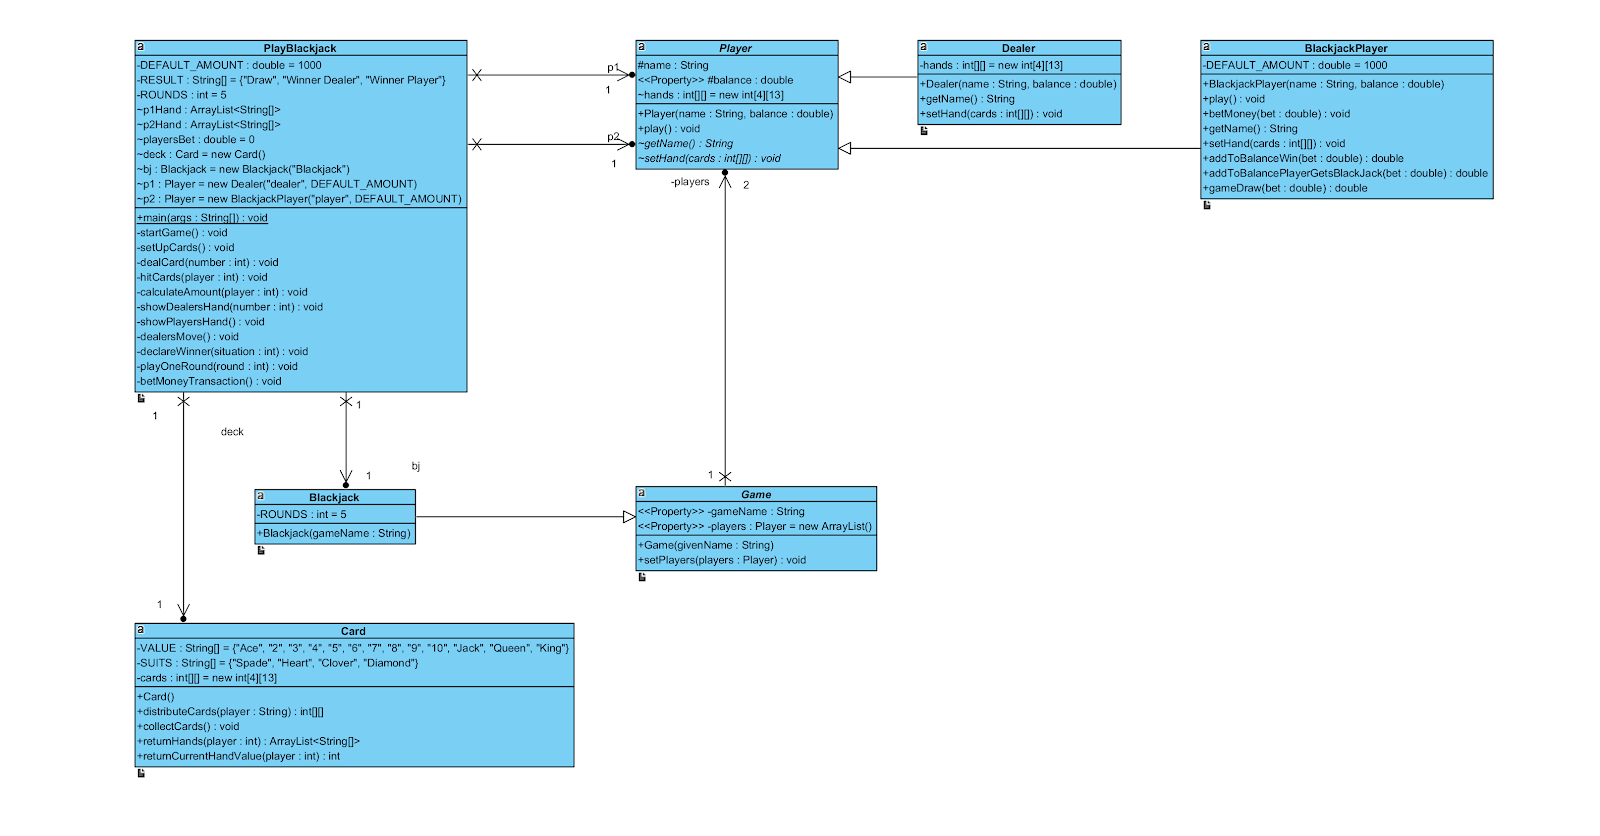 a
PlayBlackjack
-DEFAULT_AMOUNT : double = 1000
-RESULT : String[] = {"Draw", "Winner Dealer", "Winner Player"}
-ROUNDS : int = 5
~p1Hand : ArrayList<String[]>
~p2Hand : ArrayList<String[]>
~playersBet : double = 0
~deck : Card = new Card()
~bj : Blackjack = new Blackjack("Blackjack")
~p1 : Player = new Dealer("dealer", DEFAULT_AMOUNT)
~p2 : Player = new BlackjackPlayer("player", DEFAULT_AMOUNT)
+main(args : String[]) : void
-startGame() : void
-setUpCards() : void
-dealCard(number : int) : void
-hitCards(player : int) : void
-calculateAmount(player : int) : void
-showDealersHand(number : int) : void
-showPlayersHand() : void
-dealersMove() : void
-declareWinner(situation : int) : void
-playOneRound(round : int) : void
-betMoneyTransaction() : void
p1
1
p2
1
a
Player
#name : String
<<Property>> #balance : double
~hands : int[][] = new int[4][13]
+Player(name : String, balance : double)
+play() : void
~getName() : String
~setHand(cards : int[][]) : void
a
Dealer
-hands : int[][] = new int[4][13]
+Dealer(name : String, balance : double)
+getName() : String
+setHand(cards : int[][]) : void
a
BlackjackPlayer
-DEFAULT_AMOUNT : double = 1000
+BlackjackPlayer(name : String, balance : double)
+play() : void
+betMoney(bet : double) : void
+getName() : String
+setHand(cards : int[][]) : void
+addToBalanceWin(bet : double) : double
+addToBalancePlayerGetsBlackJack(bet : double) : double
+gameDraw(bet : double) : double
-players
2
1
1
deck
1
bj
1
1
a
Blackjack
-ROUNDS : int = 5
+Blackjack(gameName : String)
a
Game
<<Property>> -gameName : String
<<Property>> -players : Player = new ArrayList()
+Game(givenName : String)
+setPlayers(players : Player) : void
1
a
Card
-VALUE : String[] = {"Ace", "2", "3", "4", "5", "6", "7", "8", "9", "10", "Jack", "Queen", "King"}
-SUITS : String[] = {"Spade", "Heart", "Clover", "Diamond"}
-cards : int[][] = new int[4][13]
+Card()
+distributeCards(player : String) : int[][]
+collectCards() : void
+returnHands(player : int) : ArrayList<String[]>
+returnCurrentHandValue(player : int) : int